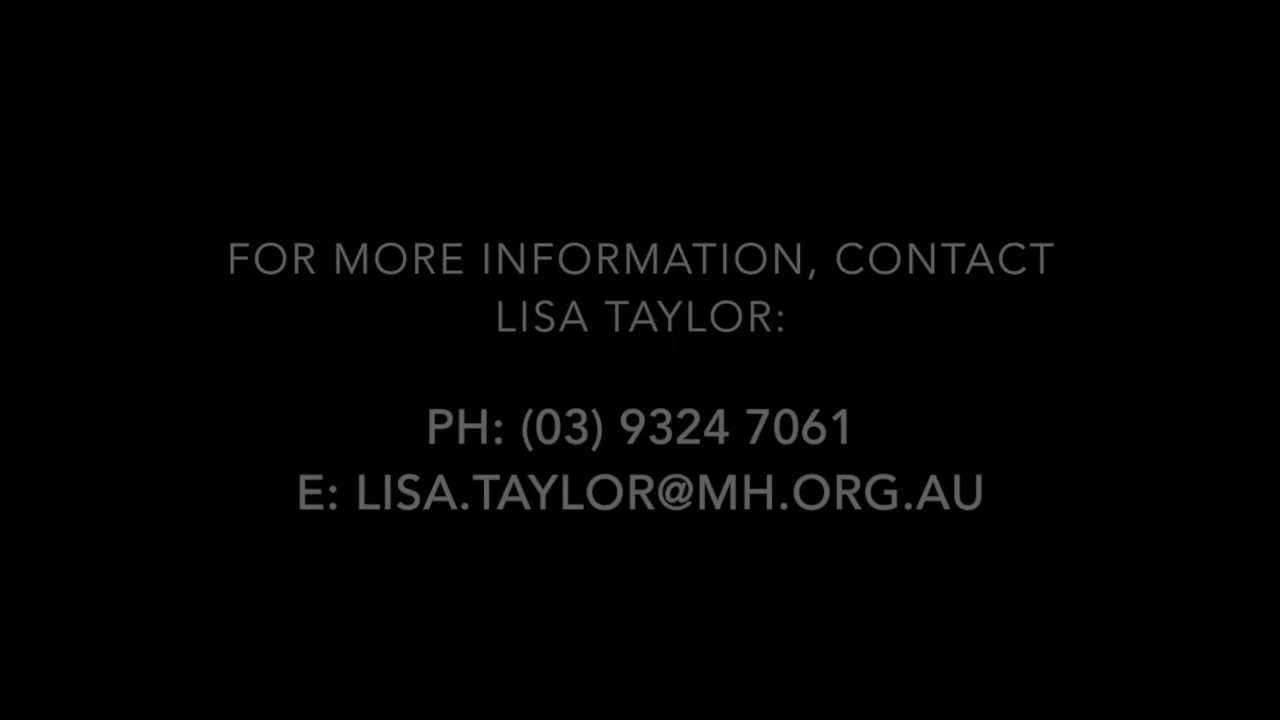 FOR MORE INFORMATION, CONTACT
LISA TAYLOR:
PH: (03) 9324 7061
E: LISA.TAYLOR@MH.ORG.AU